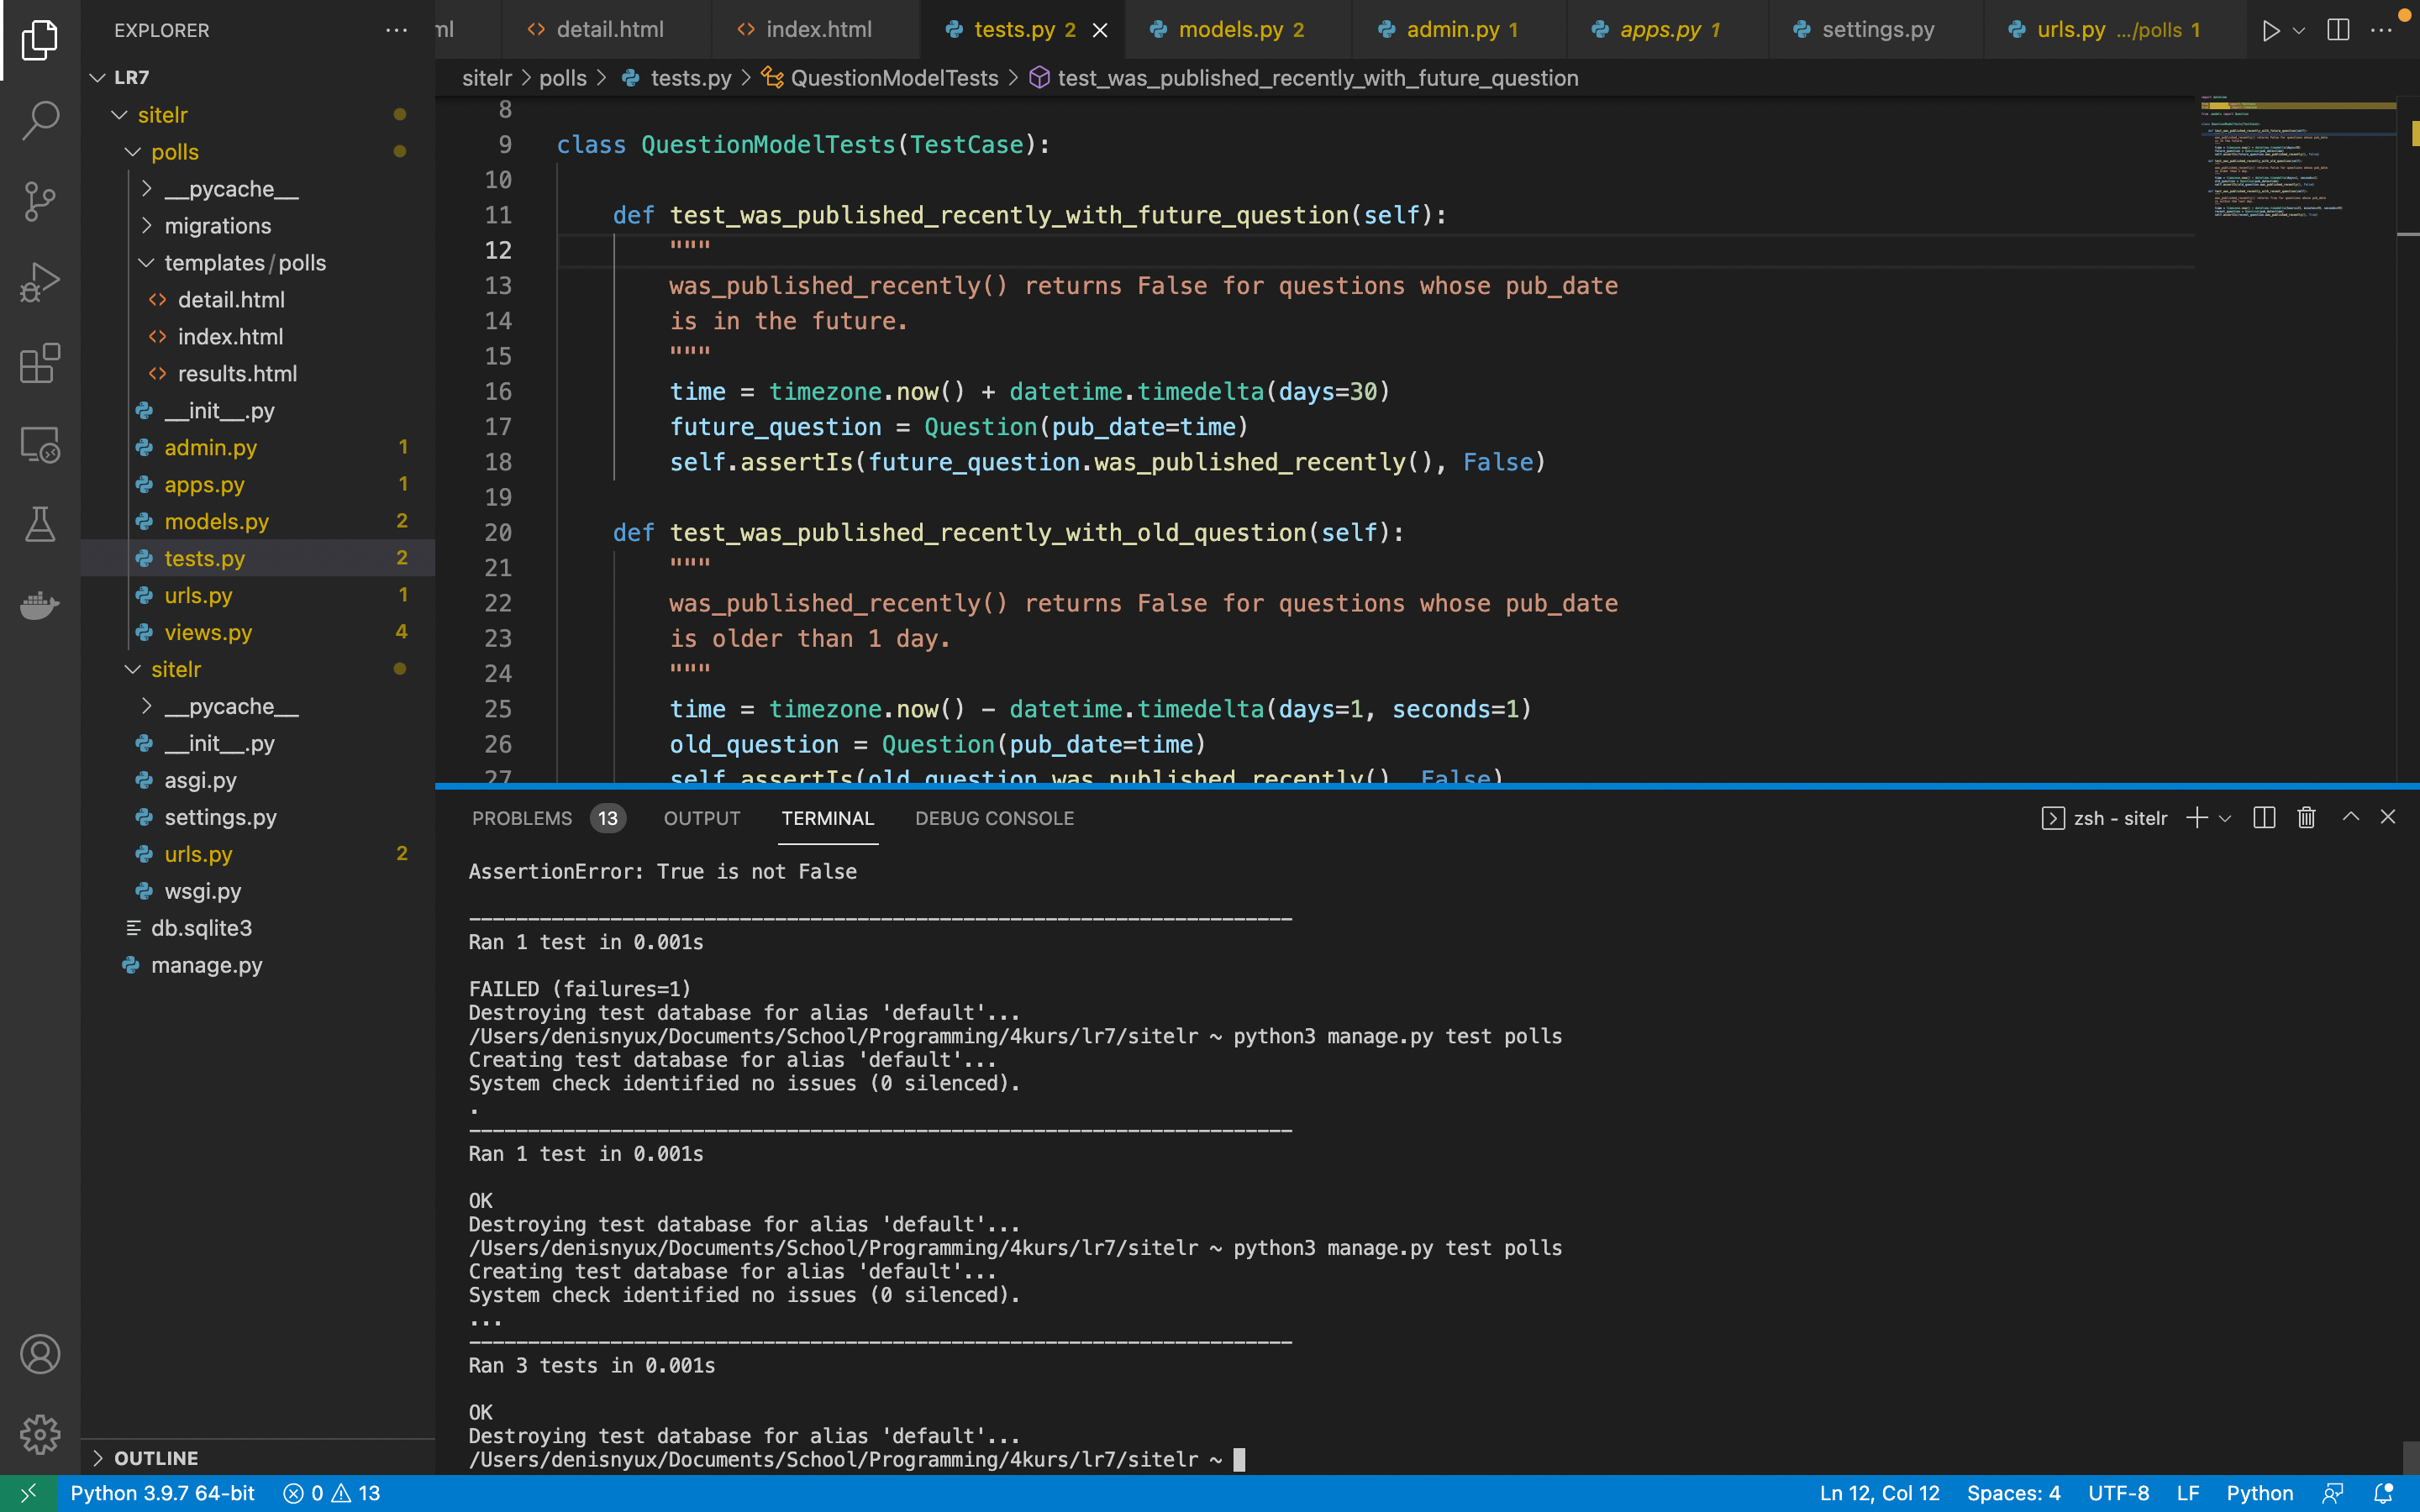 EXPLORER
ml
detail.html
index.html
tests.py 2
models.py 2
admin.py 1
apps.py 1
settings.py
urls.py .../polls 1
LR7
sitelr
polls
__pycache__
migrations
templates/polls
detail.html
index.html
results.html
__init__.py
admin.py 1
apps.py 1
models.py 2
tests.py 2
urls.py 1
views.py 4
sitelr
__pycache__
__init__.py
asgi.py
settings.py
urls.py 2
wsgi.py
db.sqlite3
manage.py
OUTLINE
sitelr > polls > tests.py > QuestionModelTests > test_was_published_recently_with_future_question
8
9 class QuestionModelTests(TestCase):
10
11 def test_was_published_recently_with_future_question(self):
12 """
13 was_published_recently() returns False for questions whose pub_date
14 is in the future.
15 """
16 time = timezone.now() + datetime.timedelta(days=30)
17 future_question = Question(pub_date=time)
18 self.assertIs(future_question.was_published_recently(), False)
19
20 def test_was_published_recently_with_old_question(self):
21 """
22 was_published_recently() returns False for questions whose pub_date
23 is older than 1 day.
24 """
25 time = timezone.now() - datetime.timedelta(days=1, seconds=1)
26 old_question = Question(pub_date=time)
27 self.assertIs(old_question.was_published_recently(), False)
PROBLEMS 13 OUTPUT TERMINAL DEBUG CONSOLE
zsh - sitelr
AssertionError: True is not False
----------------------------------------------------------------------
Ran 1 test in 0.001s
FAILED (failures=1)
Destroying test database for alias 'default'...
/Users/denisnyux/Documents/School/Programming/4kurs/lr7/sitelr ~ python3 manage.py test polls
Creating test database for alias 'default'...
System check identified no issues (0 silenced).
.
----------------------------------------------------------------------
Ran 1 test in 0.001s
OK
Destroying test database for alias 'default'...
/Users/denisnyux/Documents/School/Programming/4kurs/lr7/sitelr ~ python3 manage.py test polls
Creating test database for alias 'default'...
System check identified no issues (0 silenced).
...
----------------------------------------------------------------------
Ran 3 tests in 0.001s
OK
Destroying test database for alias 'default'...
/Users/denisnyux/Documents/School/Programming/4kurs/lr7/sitelr ~
Python 3.9.7 64-bit 0 13
Ln 12, Col 12 Spaces: 4 UTF-8 LF Python